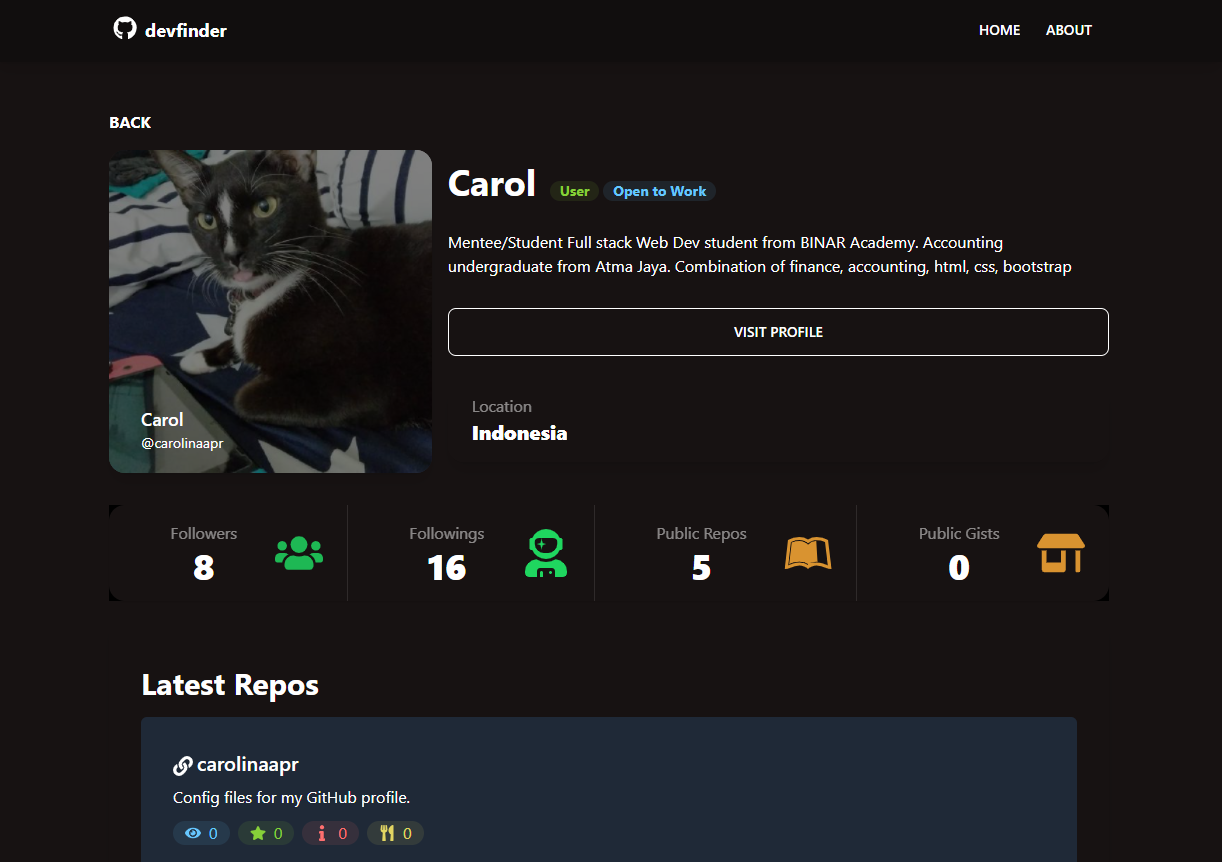 devfinder
HOME
ABOUT
BACK
Carol
User
Open to Work
Mentee/Student Full stack Web Dev student from BINAR Academy. Accounting
undergraduate from Atma Jaya. Combination of finance, accounting, html, css, bootstrap
VISIT PROFILE
Location
Indonesia
Carol
@carolinaapr
Followers
8
Followings
16
Public Repos
5
Public Gists
0
Latest Repos
carolinaapr
Config files for my GitHub profile.
0
0
0
0